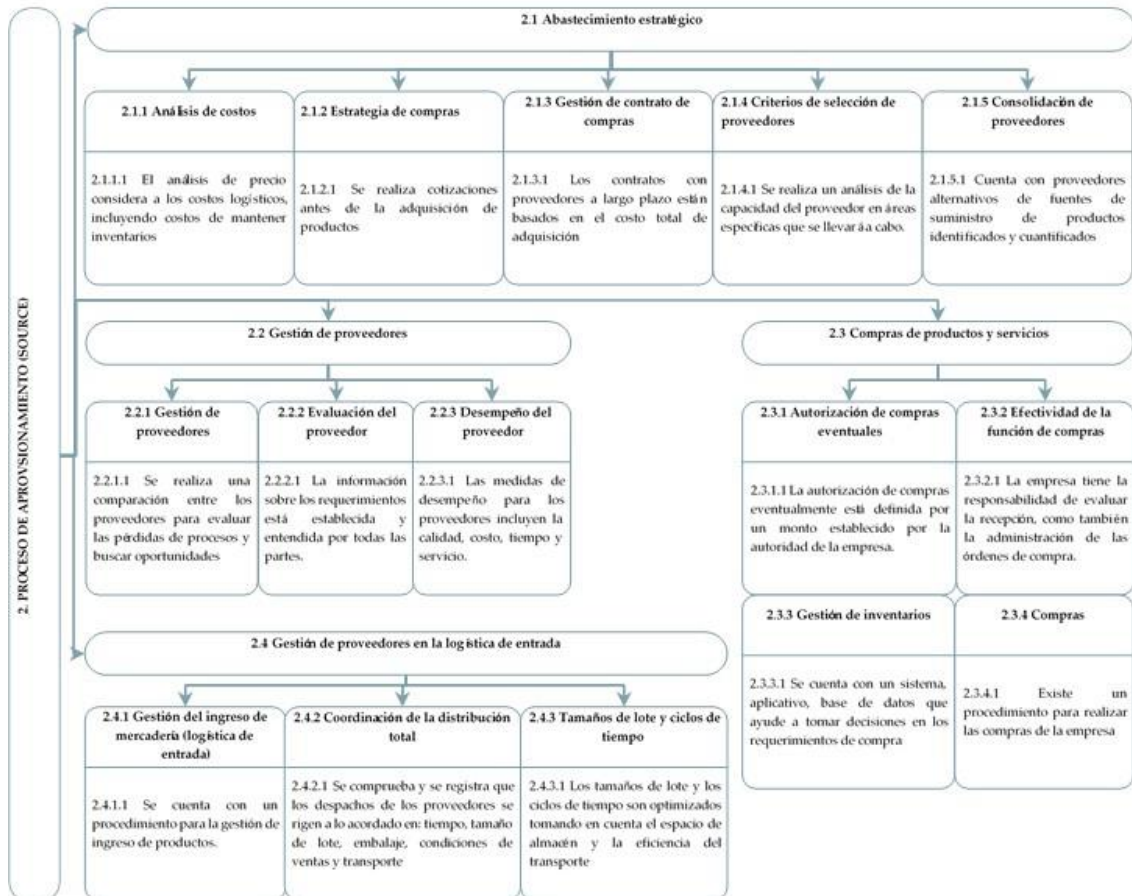 2. PROCESO DE APROVSIONAMIENTO (SOURCE)
2.1 Abastecimiento estratégico
2.1.1 Análisis de costos
2.1.1.1 El análisis de precio
considera a los costos logísticos,
incluyendo costos de mantener
inventarios
2.1.2 Estrategia de compras
2.1.2.1 Se realiza cotizaciones
antes de la adquisición de
productos
2.1.3 Gestión de contrato de
compras
2.1.3.1 Los contratos con
proveedores a largo plazo están
basados en el costo total de
adquisición
2.1.4 Criterios de selección de
proveedores
2.1.4.1 Se realiza un análisis de la
capacidad del proveedor en áreas
específicas que se llevará a cabo.
2.1.5 Consolidación de
proveedores
2.1.5.1 Cuenta con proveedores
alternativos de fuentes de
suministro de productos
identificados y cuantificados
2.2 Gestión de proveedores
2.2.1 Gestión de
proveedores
2.2.1.1 Se realiza una
comparación entre los
proveedores para evaluar
las pérdidas de procesos y
buscar oportunidades
2.2.2 Evaluación del
proveedor
2.2.2.1 La información
sobre los requerimientos
está establecida y
entendida por todas las
partes.
2.2.3 Desempeño del
proveedor
2.2.3.1 Las medidas de
desempeño para los
proveedores incluyen la
calidad, costo, tiempo y
servicio.
2.3 Compras de productos y servicios
2.3.1 Autorización de compras
eventuales
2.3.1.1 La autorización de compras
eventualmente está definida por
un monto establecido por la
autoridad de la empresa.
2.3.2 Efectividad de la
función de compras
2.3.2.1 La empresa tiene la
responsabilidad de evaluar
la recepción, como también
la administración de las
órdenes de compra.
2.3.3 Gestión de inventarios
2.3.3.1 Se cuenta con un sistema,
aplicativo, base de datos que
ayude a tomar decisiones en los
requerimientos de compra
2.3.4 Compras
2.3.4.1 Existe un
procedimiento para realizar
las compras de la empresa
2.4 Gestión de proveedores en la logística de entrada
2.4.1 Gestión del ingreso de
mercadería (logística de
entrada)
2.4.1.1 Se cuenta con un
procedimiento para la gestión de
ingreso de productos.
2.4.2 Coordinación de la distribución
total
2.4.2.1 Se comprueba y se registra que
los despachos de los proveedores se
rigen a lo acordado en: tiempo, tamaño
de lote, embalaje, condiciones de
ventas y transporte
2.4.3 Tamaños de lote y ciclos de
tiempo
2.4.3.1 Los tamaños de lote y los
ciclos de tiempo son optimizados
tomando en cuenta el espacio de
almacén y la eficiencia del
transporte